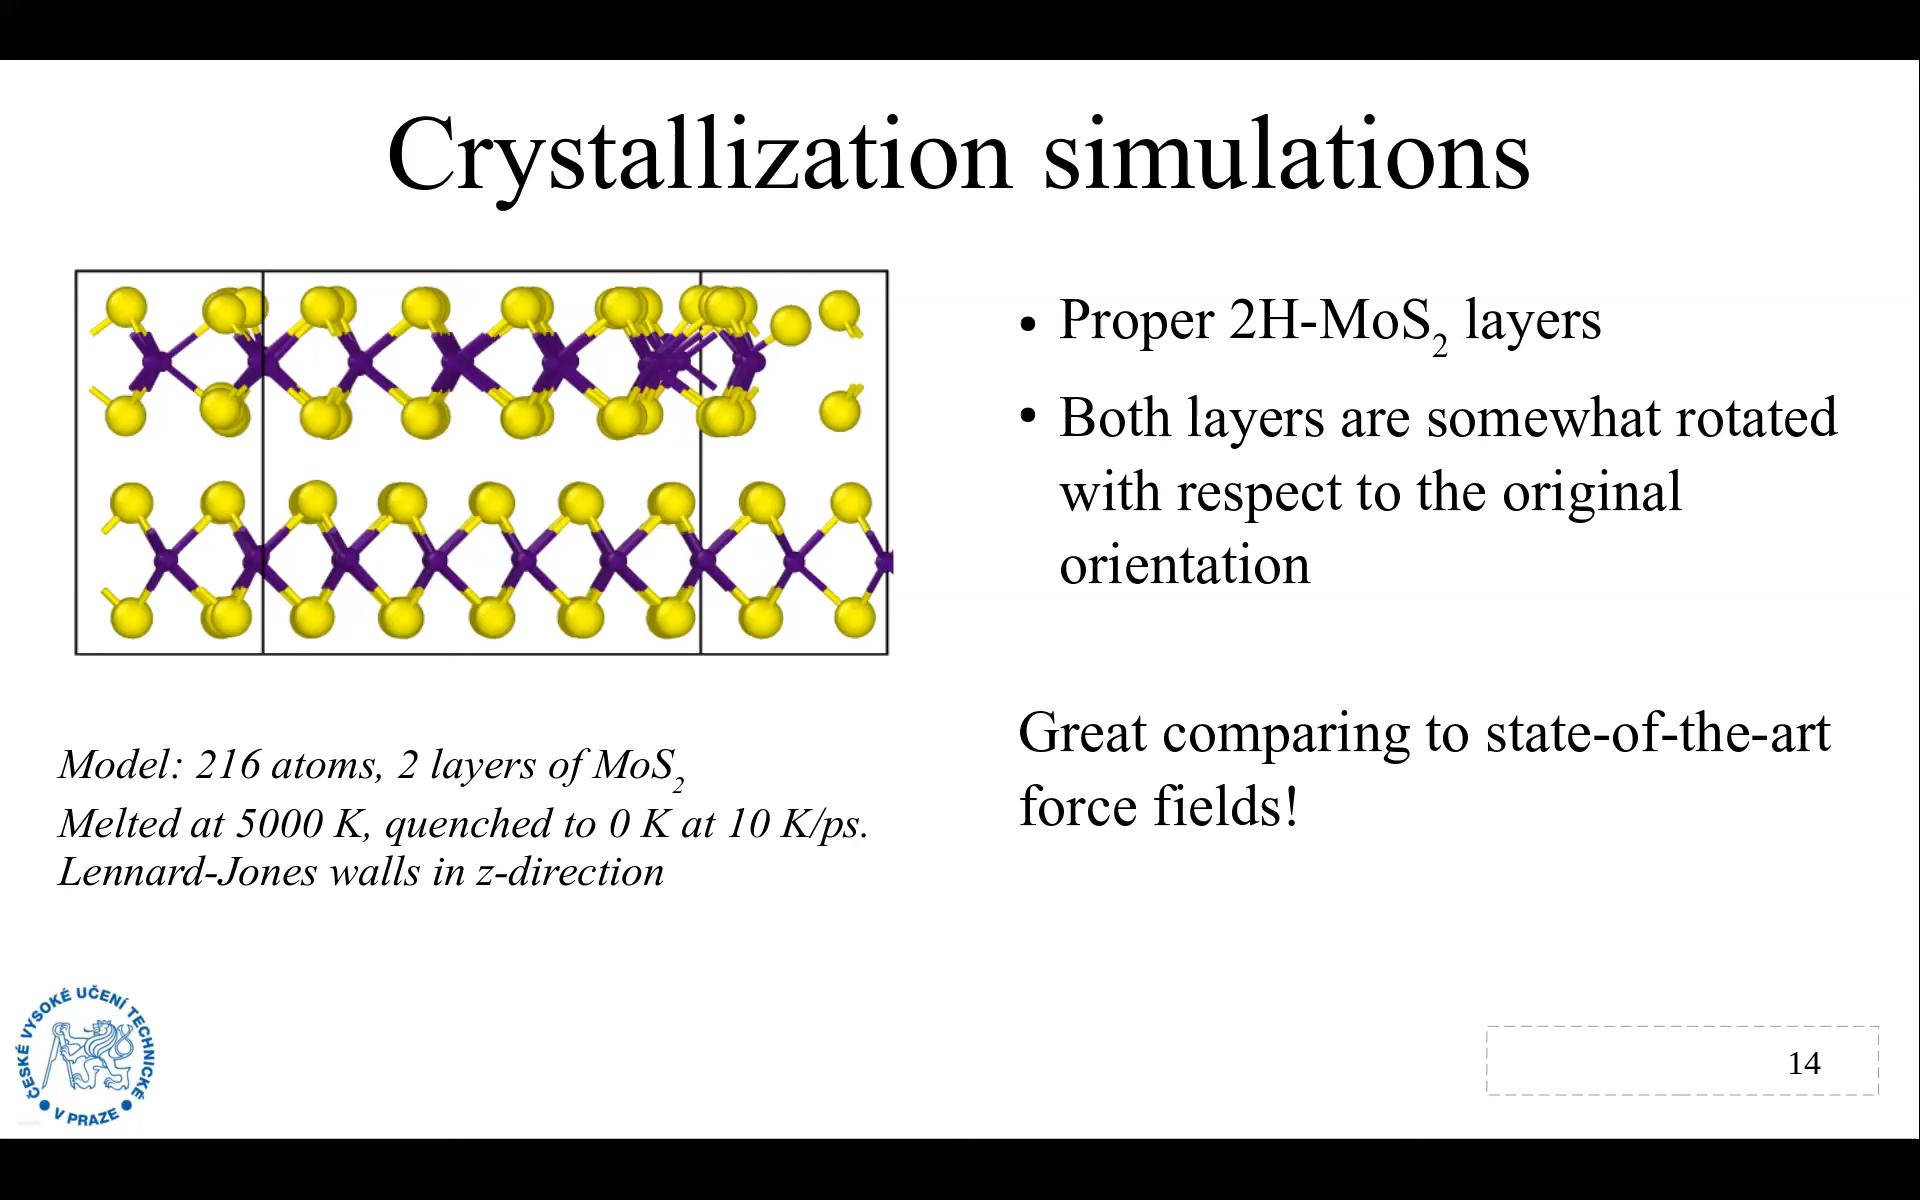 Crystallization simulations
• Proper 2H-MoS2 layers
• Both layers are somewhat rotated
with respect to the original
orientation
Great comparing to state-of-the-art
force fields!
Model: 216 atoms, 2 layers of MoS2
Melted at 5000 K, quenched to 0 K at 10 K/ps.
Lennard-Jones walls in z-direction
ČESKÉ VYSOKÉ UČENÍ TECHNICKÉ
V PRAZE
14